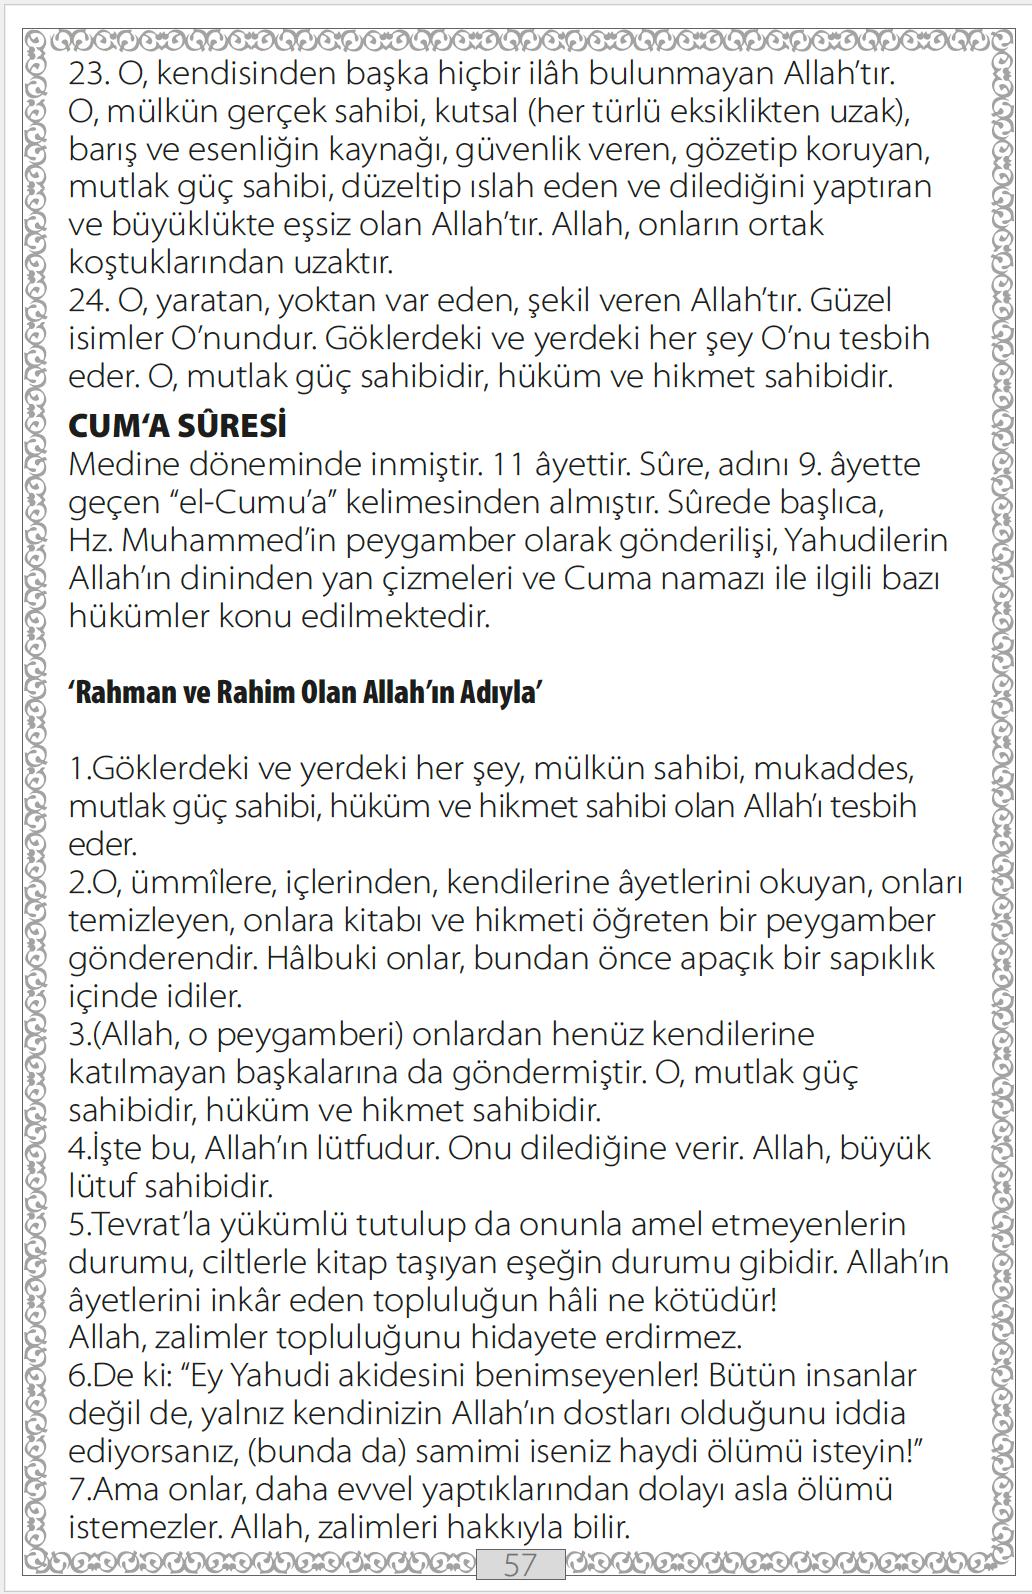 23. O, kendisinden başka hiçbir ilâh bulunmayan Allah’tır.
O, mülkün gerçek sahibi, kutsal (her türlü eksiklikten uzak),
barış ve esenliğin kaynağı, güvenlik veren, gözetip koruyan,
mutlak güç sahibi, düzeltip ıslah eden ve dilediğini yaptıran
ve büyüklükte eşsiz olan Allah’tır. Allah, onların ortak
koştuklarından uzaktır.
24. O, yaratan, yoktan var eden, şekil veren Allah’tır. Güzel
isimler O’nundur. Göklerdeki ve yerdeki her şey O’nu tesbih
eder. O, mutlak güç sahibidir, hüküm ve hikmet sahibidir.
CUM‘A SÛRESİ
Medine döneminde inmiştir. 11 âyettir. Sûre, adını 9. âyette
geçen “el-Cumu’a” kelimesinden almıştır. Sûrede başlıca,
Hz. Muhammed’in peygamber olarak gönderilişi, Yahudilerin
Allah’ın dininden yan çizmeleri ve Cuma namazı ile ilgili bazı
hükümler konu edilmektedir.
‘Rahman ve Rahim Olan Allah’ın Adıyla’
1.Göklerdeki ve yerdeki her şey, mülkün sahibi, mukaddes,
mutlak güç sahibi, hüküm ve hikmet sahibi olan Allah’ı tesbih
eder.
2.O, ümmîlere, içlerinden, kendilerine âyetlerini okuyan, onları
temizleyen, onlara kitabı ve hikmeti öğreten bir peygamber
gönderendir. Hâlbuki onlar, bundan önce apaçık bir sapıklık
içinde idiler.
3.(Allah, o peygamberi) onlardan henüz kendilerine
katılmayan başkalarına da göndermiştir. O, mutlak güç
sahibidir, hüküm ve hikmet sahibidir.
4.İşte bu, Allah’ın lütfudur. Onu dilediğine verir. Allah, büyük
lütuf sahibidir.
5.Tevrat’la yükümlü tutulup da onunla amel etmeyenlerin
durumu, ciltlerle kitap taşıyan eşeğin durumu gibidir. Allah’ın
âyetlerini inkâr eden topluluğun hâli ne kötüdür!
Allah, zalimler topluluğunu hidayete erdirmez.
6.De ki: “Ey Yahudi akidesini benimseyenler! Bütün insanlar
değil de, yalnız kendinizin Allah’ın dostları olduğunu iddia
ediyorsanız, (bunda da) samimi iseniz haydi ölümü isteyin!”
7.Ama onlar, daha evvel yaptıklarından dolayı asla ölümü
istemezler. Allah, zalimleri hakkıyla bilir.
57